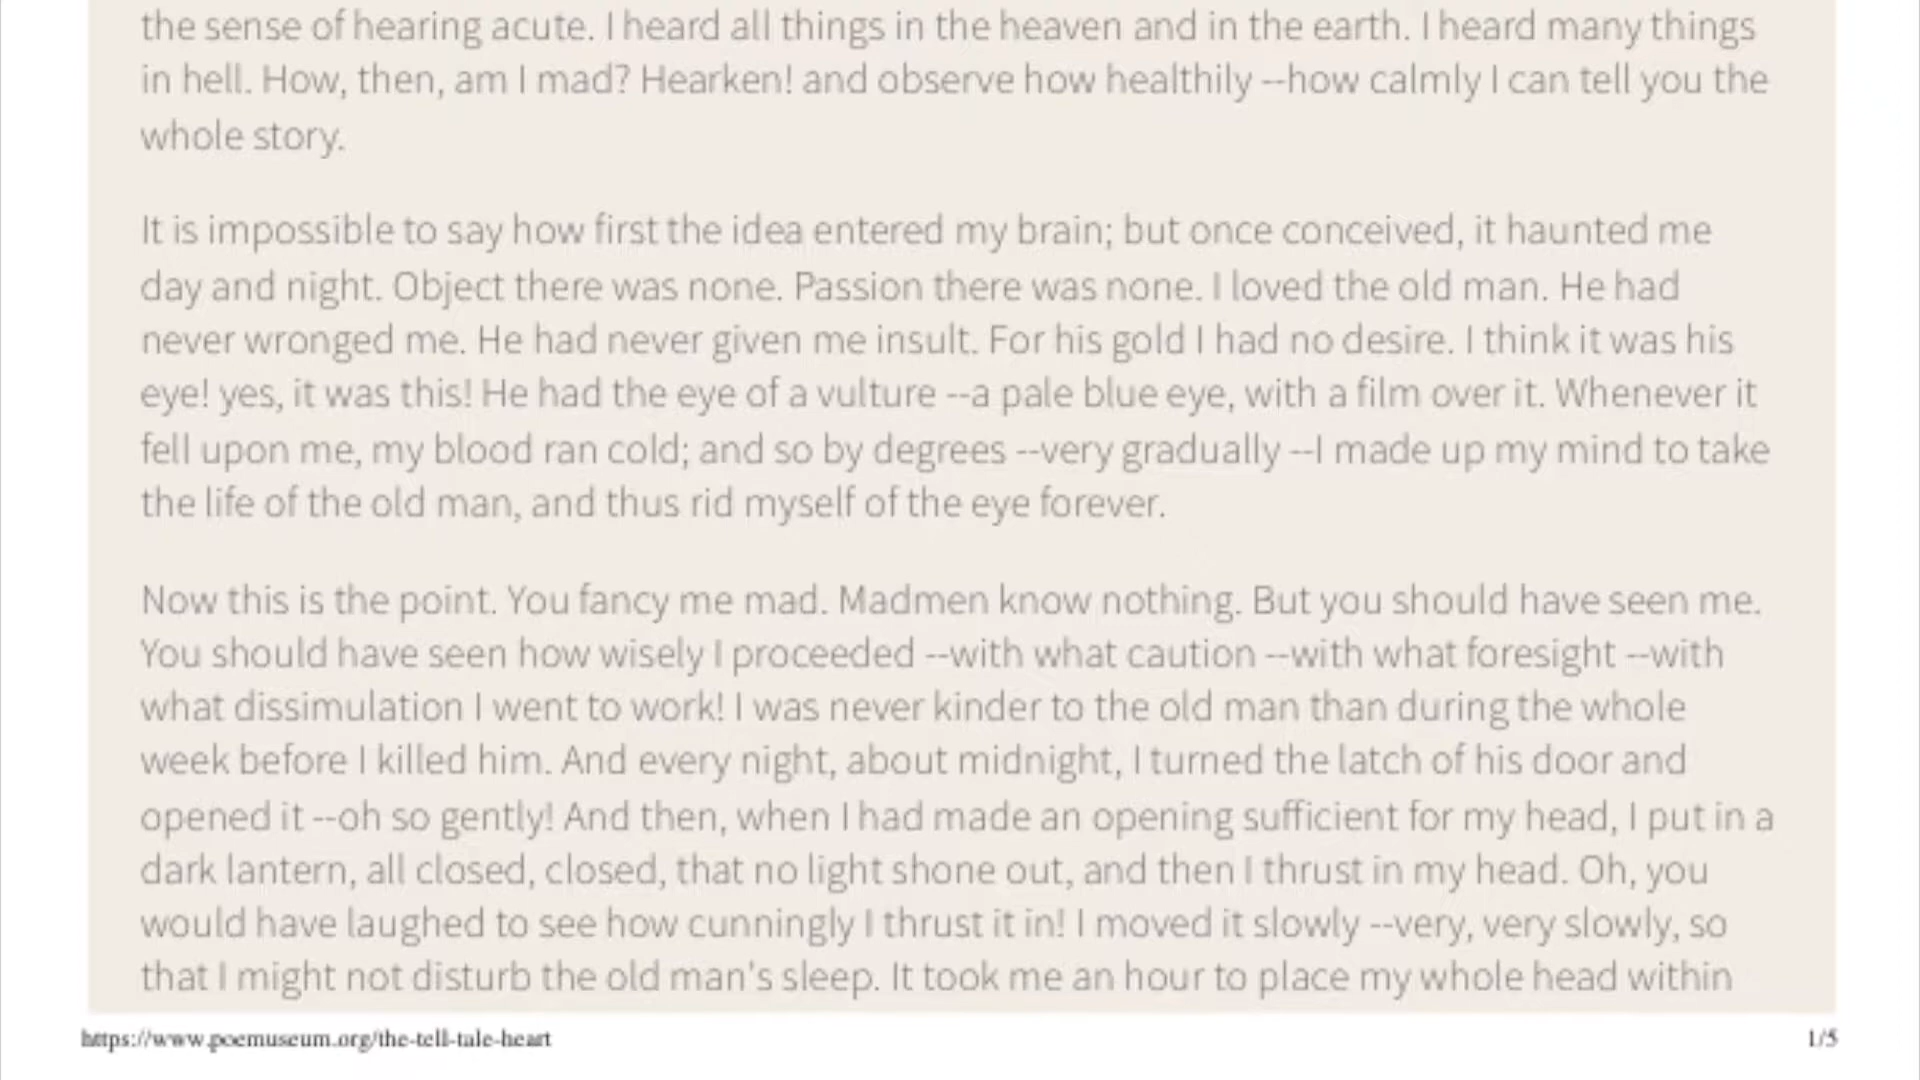 the sense of hearing acute. I heard all things in the heaven and in the earth. I heard many things
in hell. How, then, am I mad? Hearken! and observe how healthily --how calmly I can tell you the
whole story.
It is impossible to say how first the idea entered my brain; but once conceived, it haunted me
day and night. Object there was none. Passion there was none. I loved the old man. He had
never wronged me. He had never given me insult. For his gold I had no desire. I think it was his
eye! yes, it was this! He had the eye of a vulture --a pale blue eye, with a film over it. Whenever it
fell upon me, my blood ran cold; and so by degrees --very gradually --I made up my mind to take
the life of the old man, and thus rid myself of the eye forever.
Now this is the point. You fancy me mad. Madmen know nothing. But you should have seen me.
You should have seen how wisely I proceeded --with what caution --with what foresight --with
what dissimulation I went to work! I was never kinder to the old man than during the whole
week before I killed him. And every night, about midnight, I turned the latch of his door and
opened it --oh so gently! And then, when I had made an opening sufficient for my head, I put in a
dark lantern, all closed, closed, that no light shone out, and then I thrust in my head. Oh, you
would have laughed to see how cunningly I thrust it in! I moved it slowly --very, very slowly, so
that I might not disturb the old man's sleep. It took me an hour to place my whole head within
https://www.poemuseum.org/the-tell-tale-heart
1/5